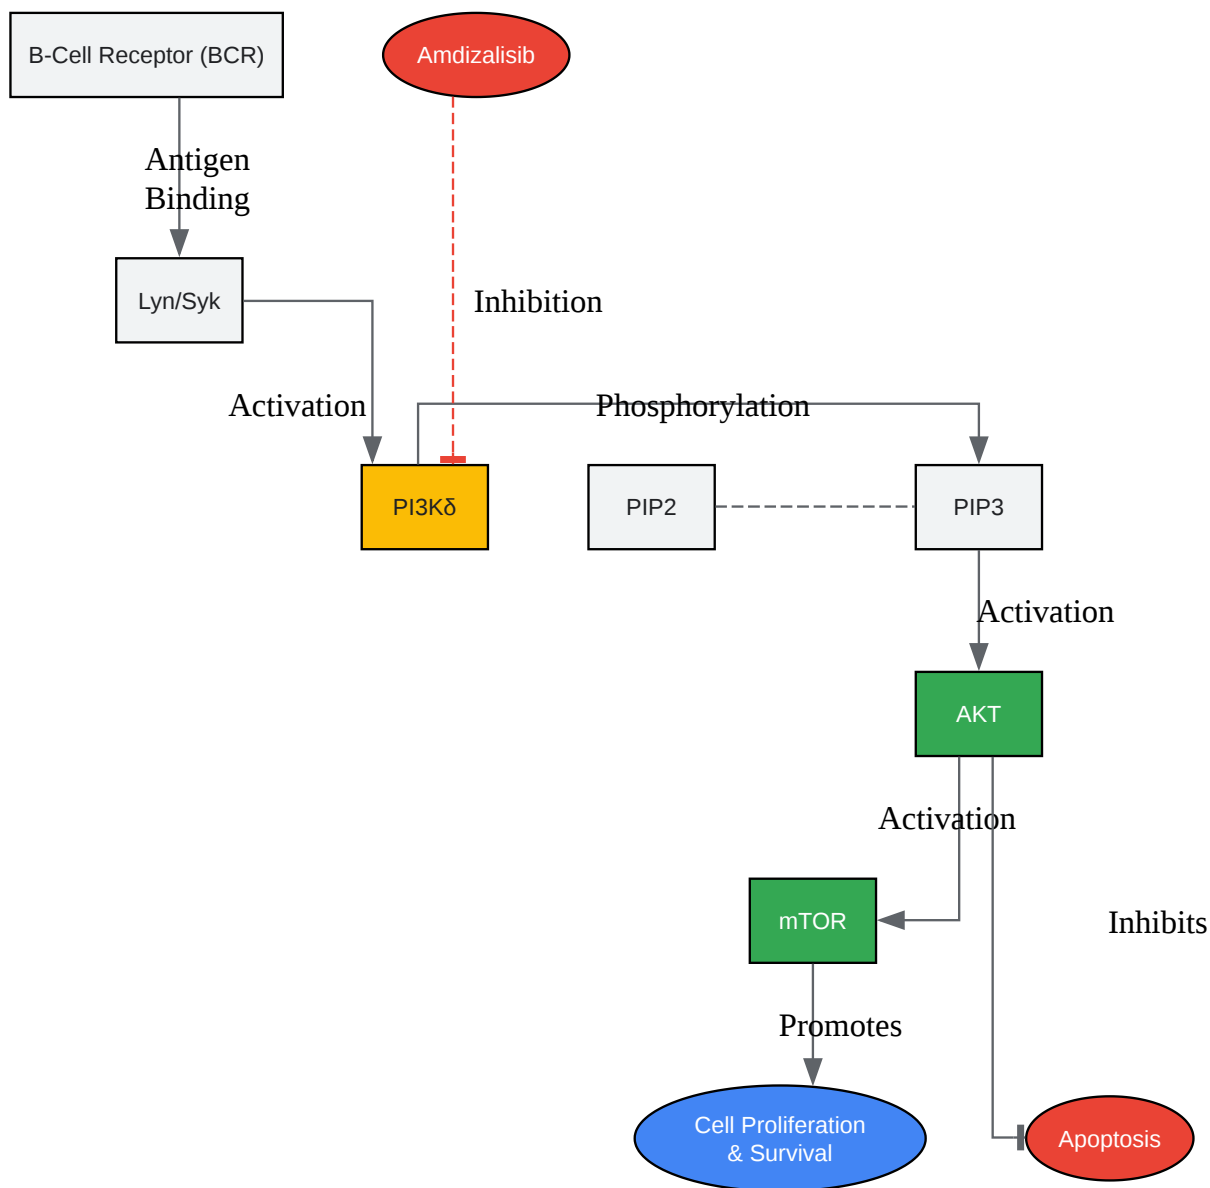 B-Cell Receptor (BCR)
Amdizalisib
Antigen
Binding
Lyn/Syk
Inhibition
Activation
Phosphorylation
PI3Kδ
PIP2
PIP3
Activation
AKT
Activation
mTOR
Inhibits
Promotes
Cell Proliferation
& Survival
Apoptosis